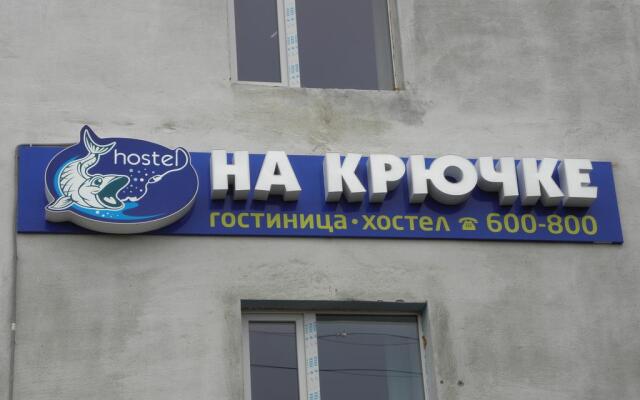 hostel
НА КРЮЧКЕ
гостиница • хостел ☎ 600-800